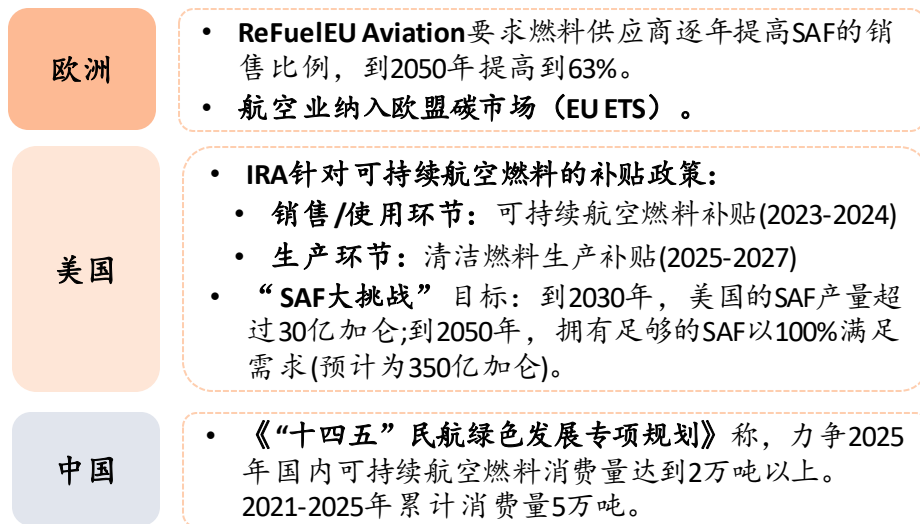 欧洲
• ReFuelEU Aviation要求燃料供应商逐年提高SAF的销
售比例，到2050年提高到63%。
• 航空业纳入欧盟碳市场（EU ETS）。
美国
• IRA针对可持续航空燃料的补贴政策：
• 销售/使用环节：可持续航空燃料补贴(2023-2024)
• 生产环节：清洁燃料生产补贴(2025-2027)
• “SAF大挑战”目标：到2030年，美国的SAF产量超
过30亿加仑;到2050年，拥有足够的SAF以100%满足
需求(预计为350亿加仑)。
中国
• 《“十四五”民航绿色发展专项规划》称，力争2025
年国内可持续航空燃料消费量达到2万吨以上。
2021-2025年累计消费量5万吨。